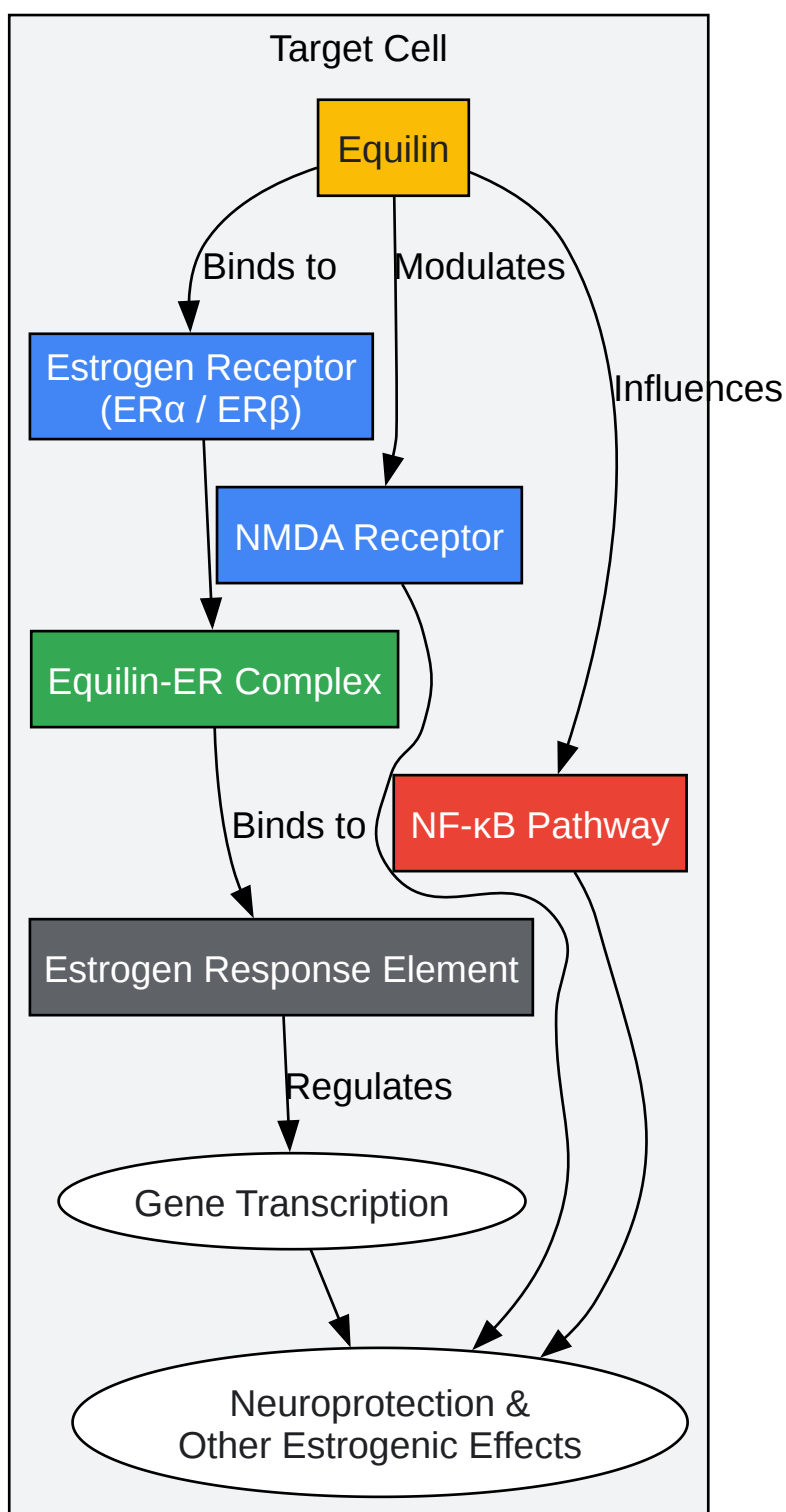 Target Cell
Equilin
Binds to
Modulates
Estrogen Receptor
(ERα / ERβ)
Influences
NMDA Receptor
Equilin-ER Complex
Binds to
NF-κB Pathway
Estrogen Response Element
Regulates
Gene Transcription
Neuroprotection &
Other Estrogenic Effects